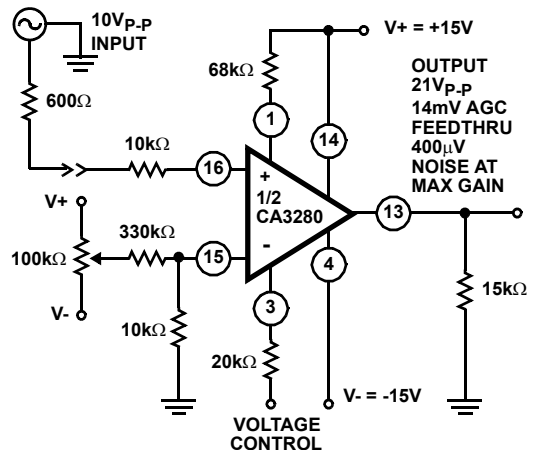 10VP-P
INPUT
600Ω
10kΩ
68kΩ
V+ = +15V
OUTPUT
21VP-P
14mV AGC
FEEDTHRU
400μV
NOISE AT
MAX GAIN
1
14
16
+
1/2
CA3280
-
13
V+
330kΩ
100kΩ
15
4
V-
10kΩ
3
15kΩ
20kΩ
V- = -15V
VOLTAGE
CONTROL